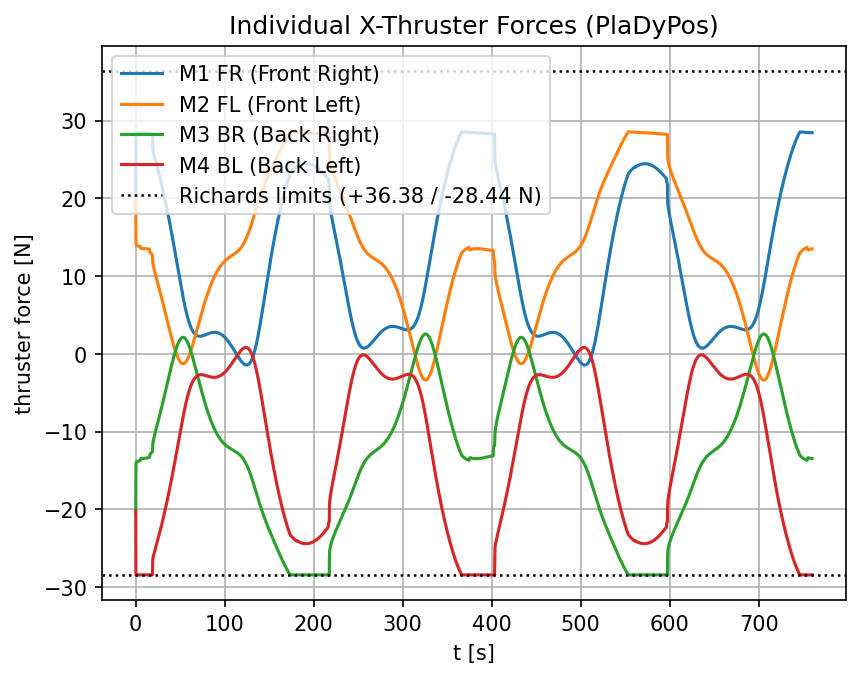 Individual X-Thruster Forces (PlaDyPos)
M1 FR (Front Right)
M2 FL (Front Left)
M3 BR (Back Right)
M4 BL (Back Left)
Richards limits (+36.38 / -28.44 N)
thruster force [N]
30
20
10
0
−10
−20
−30
0 100 200 300 400 500 600 700
t [s]